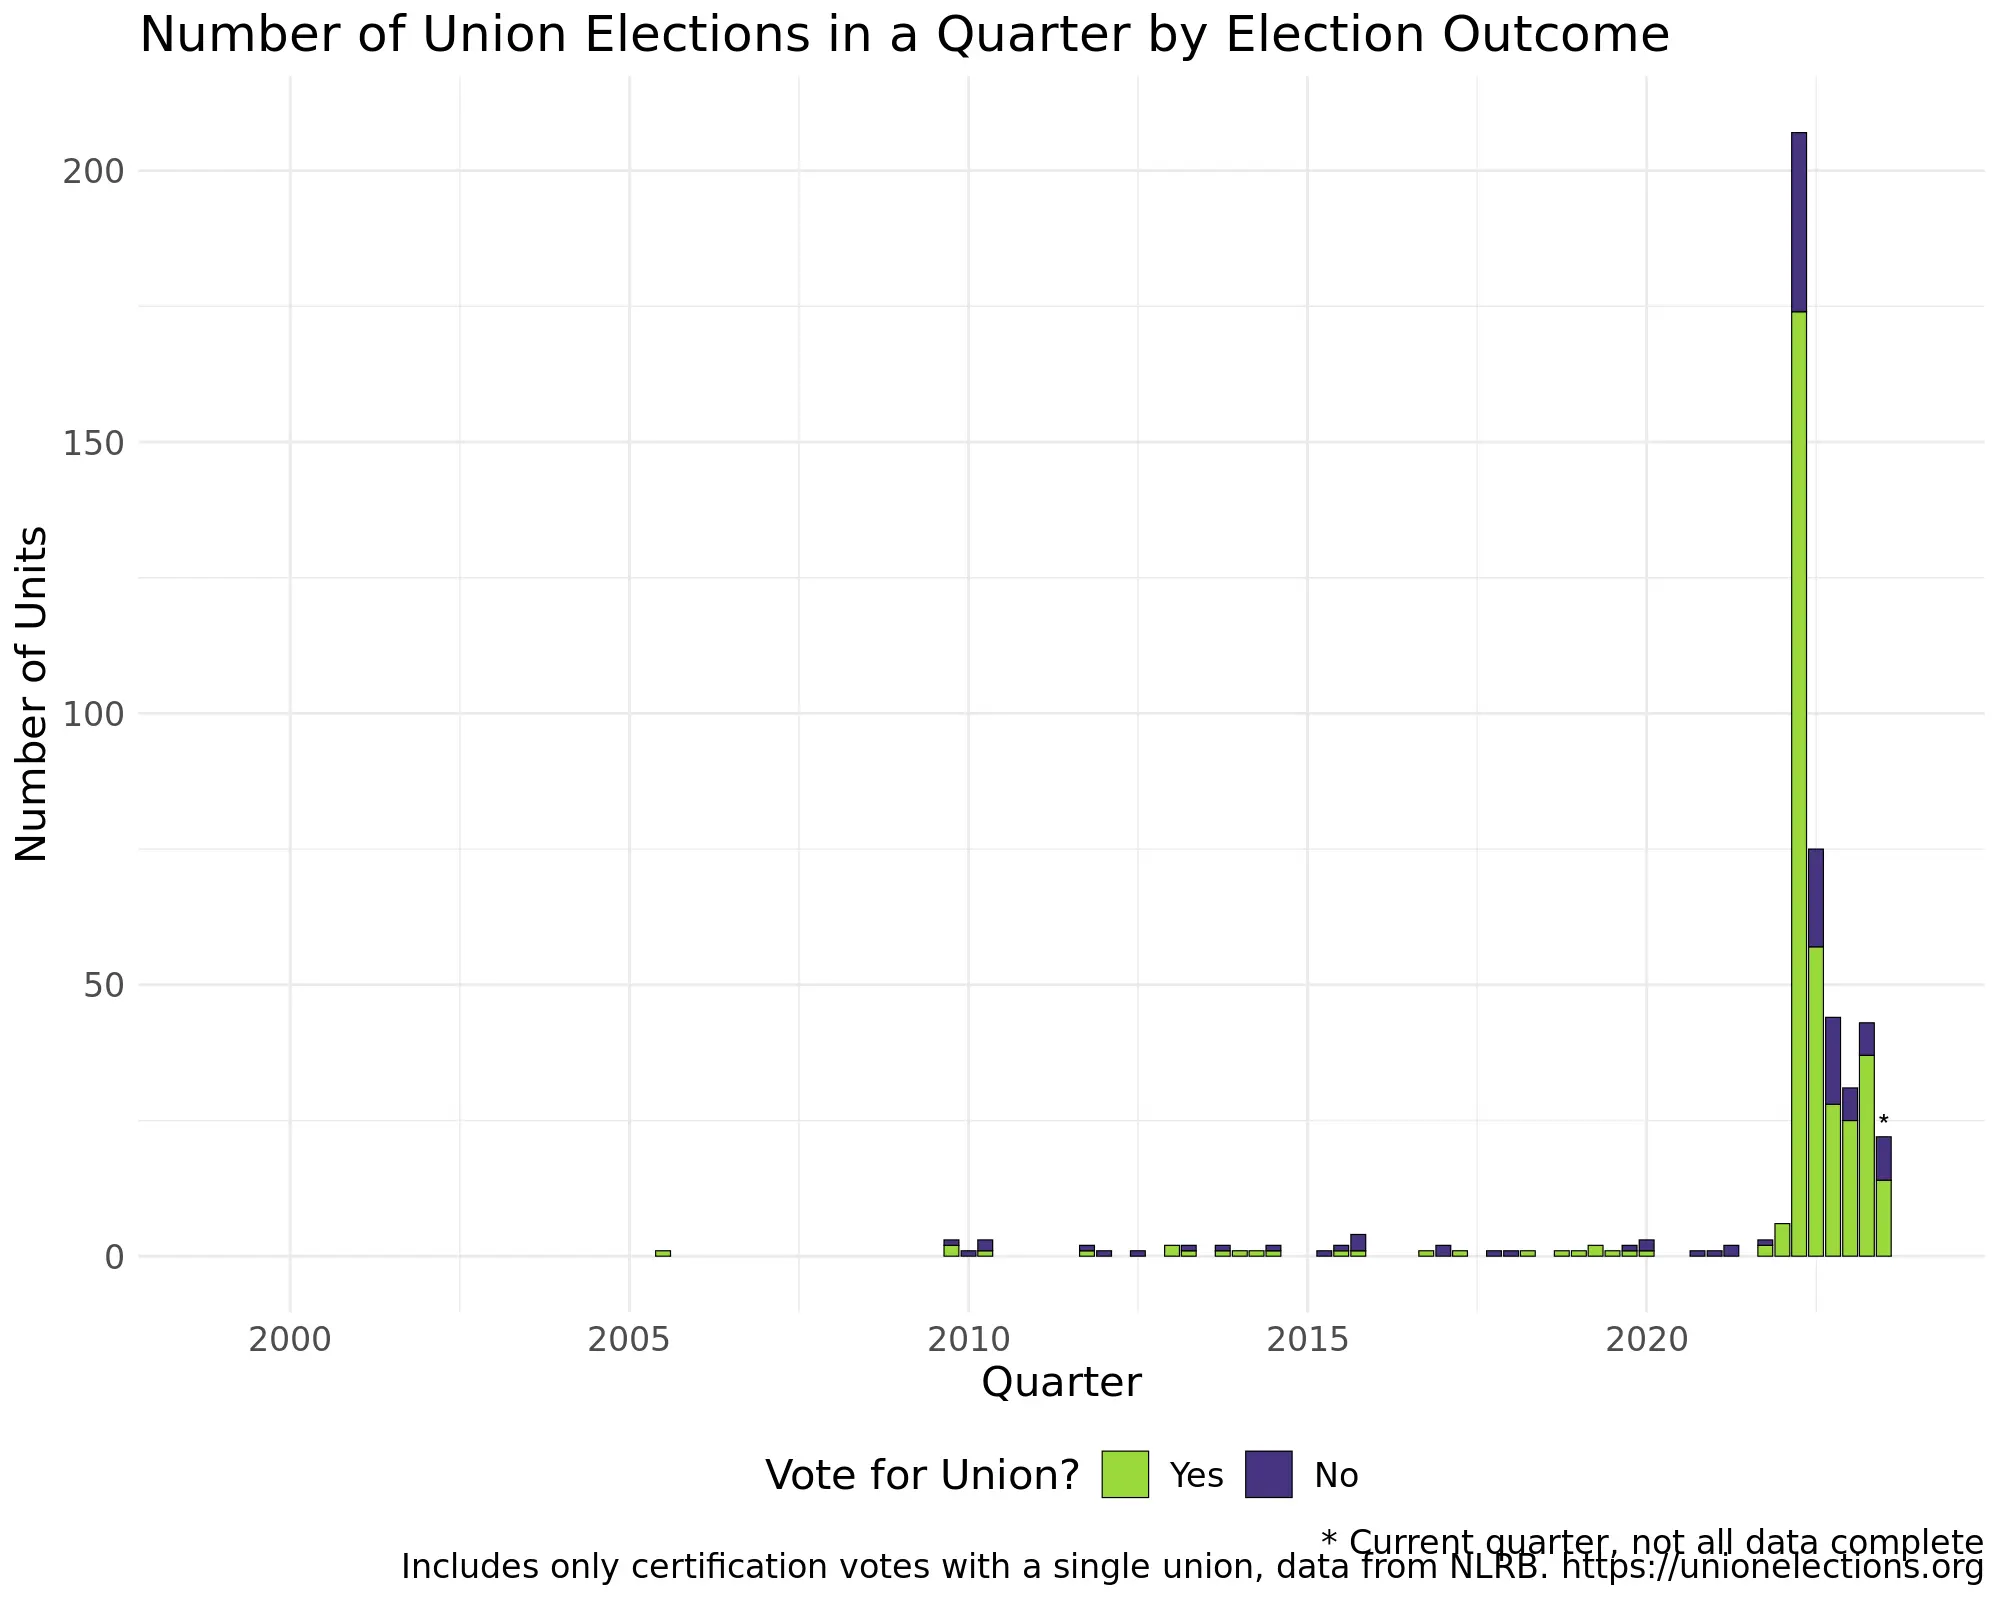 Number of Union Elections in a Quarter by Election Outcome
Number of Units
200
150
100
50
0
*
2000 2005 2010 2015 2020
Quarter
Vote for Union? Yes No
* Current quarter, not all data complete
Includes only certification votes with a single union, data from NLRB. https://unionelections.org